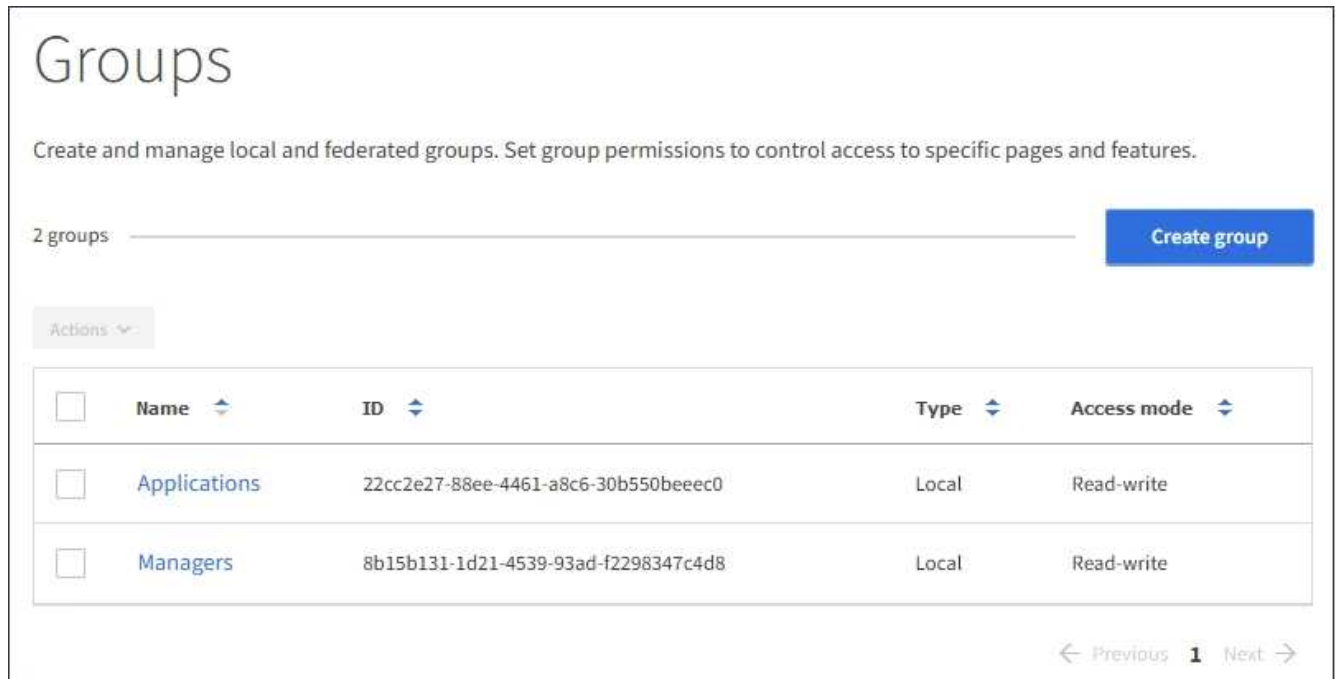 Groups
Create and manage local and federated groups. Set group permissions to control access to specific pages and features.
2 groups
Create group
Actions
Name ID Type Access mode
Applications 22cc2e27-88ee-4461-a8c6-30b550beeec0 Local Read-write
Managers 8b15b131-1d21-4539-93ad-f2298347c4d8 Local Read-write
← Previous 1 Next →